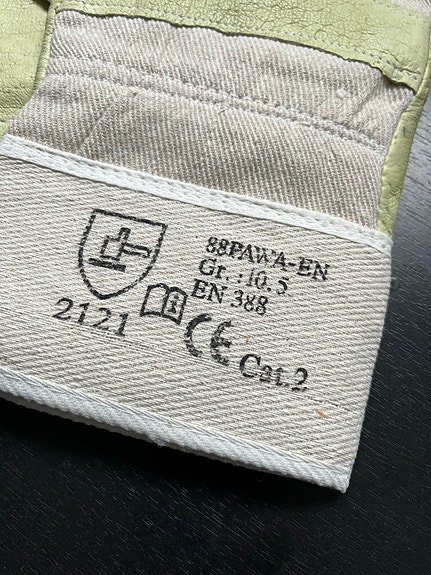 88PAWA-EN
Gr.:10.5
EN 388
2121
i
CE
Cat.2